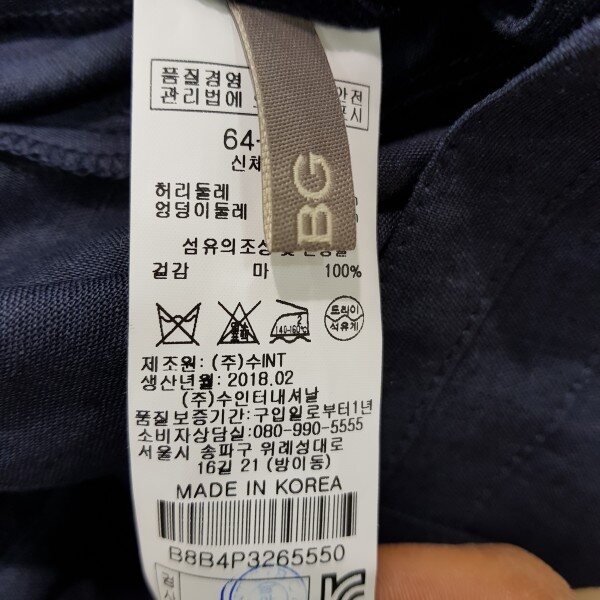 품질경영
관리법에 안전
표시
64-
신체
허리둘레
엉덩이둘레
BG
섬유의조성
겉감 마 100%
2
140-160℃
드라이
석유계
제조원: (주)수INT
생산년월: 2018.02
(주)수인터내셔날
품질보증기간:구입일로부터1년
소비자상담실:080-990-5555
서울시 송파구 위례성대로
16길 21 (방이동)
MADE IN KOREA
B8B4P3265550